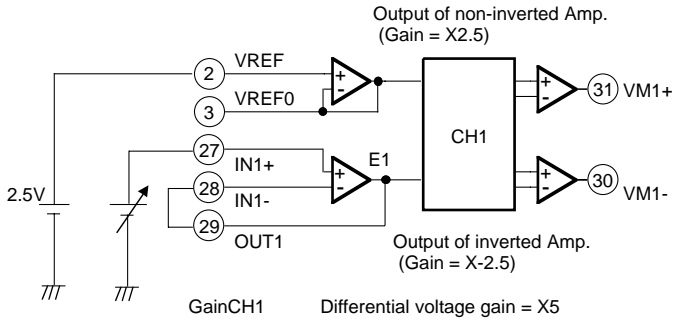 Output of non-inverted Amp.
(Gain = X2.5)
2 VREF
+
-
3 VREF0
CH1
+
-
31 VM1+
27 IN1+
E1
+
-
28 IN1-
+
-
30 VM1-
2.5V
29 OUT1
Output of inverted Amp.
(Gain = X-2.5)
GainCH1 Differential voltage gain = X5